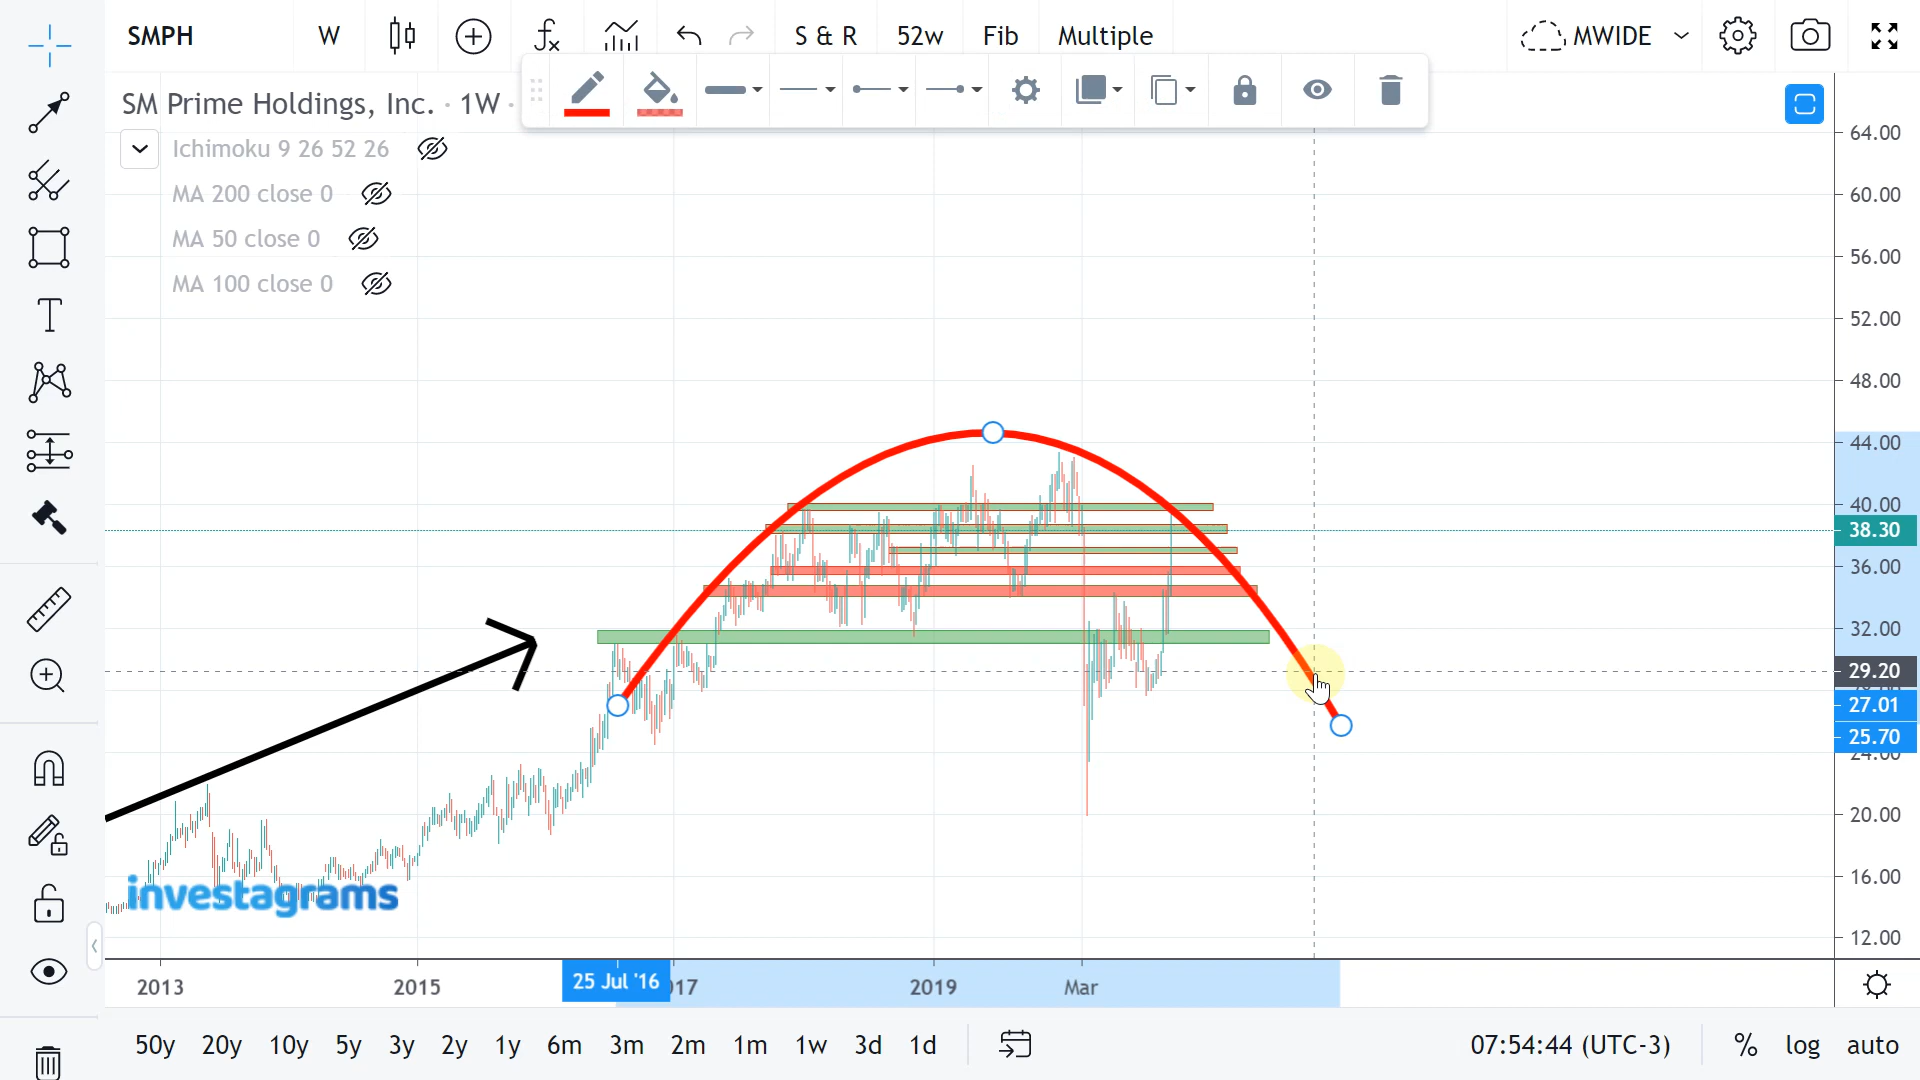 SMPH W S & R 52w Fib Multiple MWIDE
SM Prime Holdings, Inc. · 1W ·
Ichimoku 9 26 52 26
MA 200 close 0
MA 50 close 0
MA 100 close 0
64.00
60.00
56.00
52.00
48.00
44.00
40.00
38.30
36.00
32.00
29.20
27.01
25.70
24.00
20.00
16.00
12.00
investagrams
2013 2015 25 Jul '16 17 2019 Mar
50y 20y 10y 5y 3y 2y 1y 6m 3m 2m 1m 1w 3d 1d 07:54:44 (UTC-3) % log auto